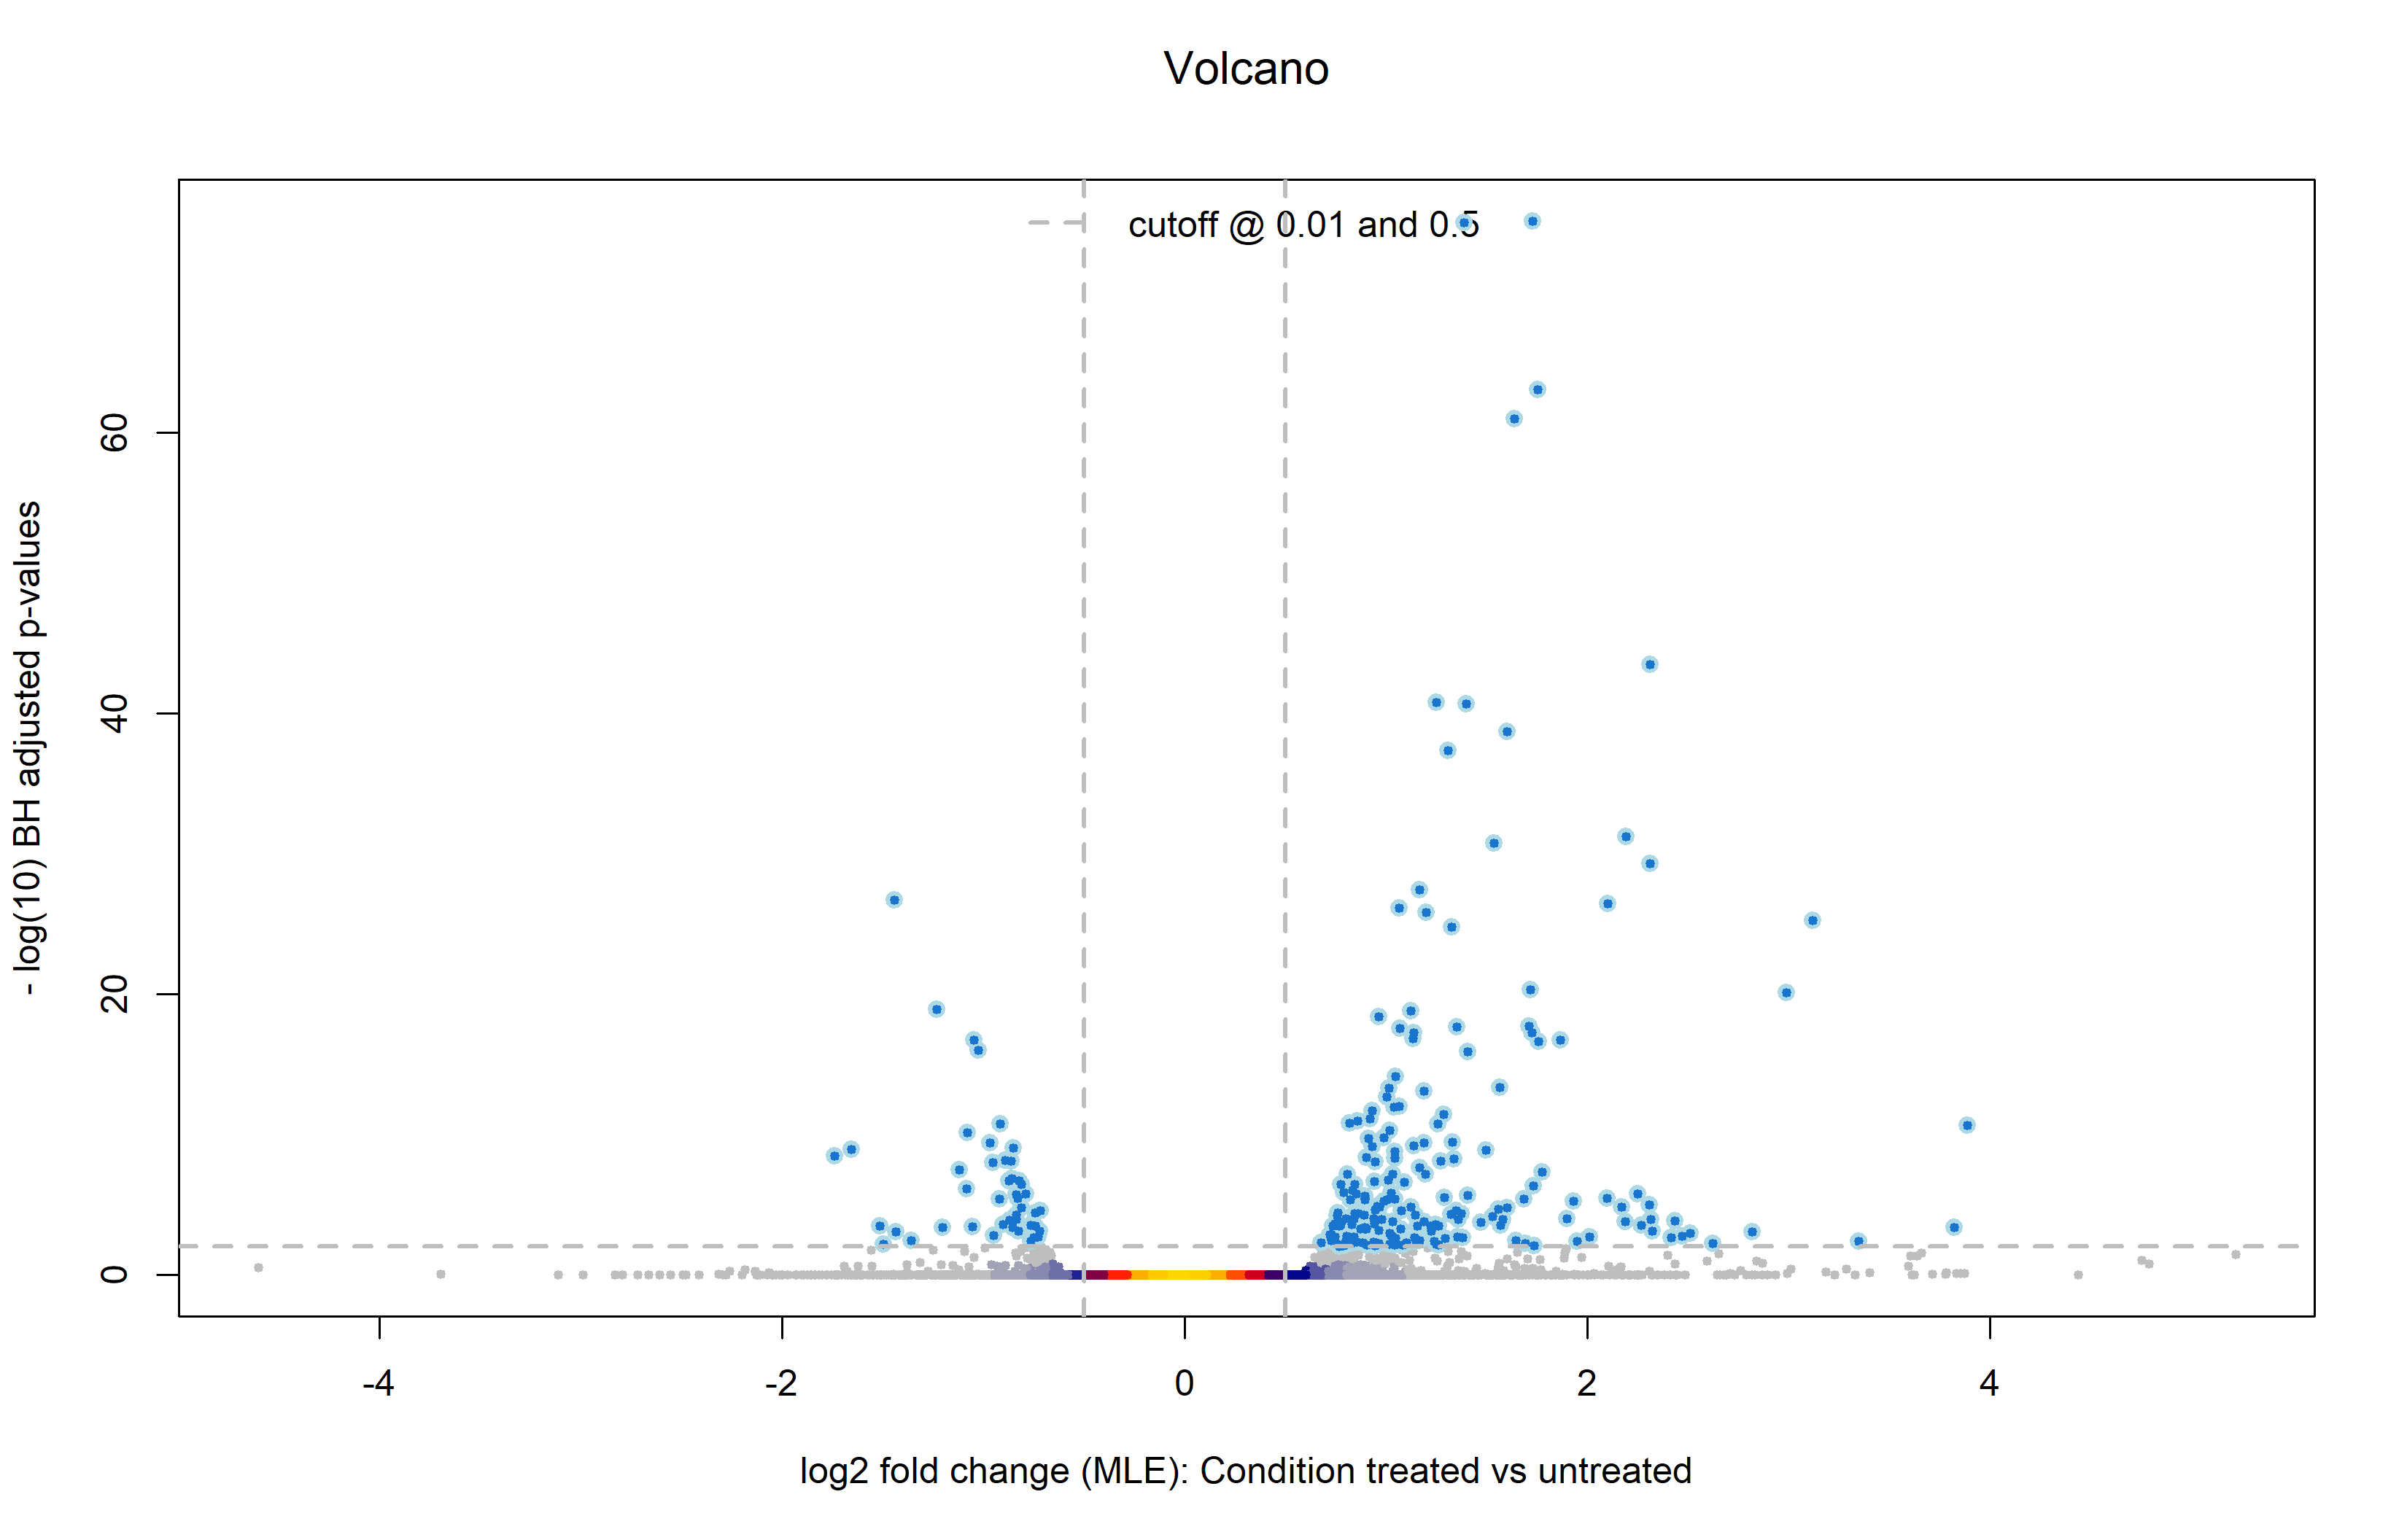 Volcano
cutoff @ 0.01 and 0.5
- log(10) BH adjusted p-values
60
40
20
0
-4
-2
0
2
4
log2 fold change (MLE): Condition treated vs untreated